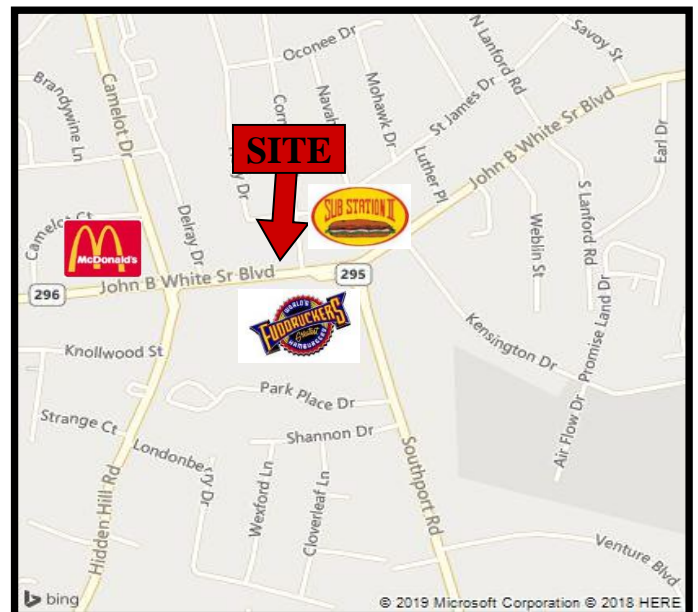 Oconee Dr
Savoy St
N Lanford Rd
Camelot Dr
Brandywine Ln
Mohawk Dr
St James Dr
Earl Dr
SITE
Luther Pl
John B White Sr Blvd
SUB STATION II
Camelot Ct
Delray Dr
McDonald's
S Lanford Rd
Weblin St
296
John B White Sr Blvd
295
WORLD'S
FUDDRUCKERS
Greatest
HAMBURGERS
Kensington Dr
Promise Land Dr
Knollwood St
Park Place Dr
Strange Ct
Shannon Dr
Londonberry Dr
Air Flow Dr
Southport Rd
Wexford Ln
Cloverleaf Ln
Hidden Hill Rd
Venture Blvd
bing
© 2019 Microsoft Corporation © 2018 HERE